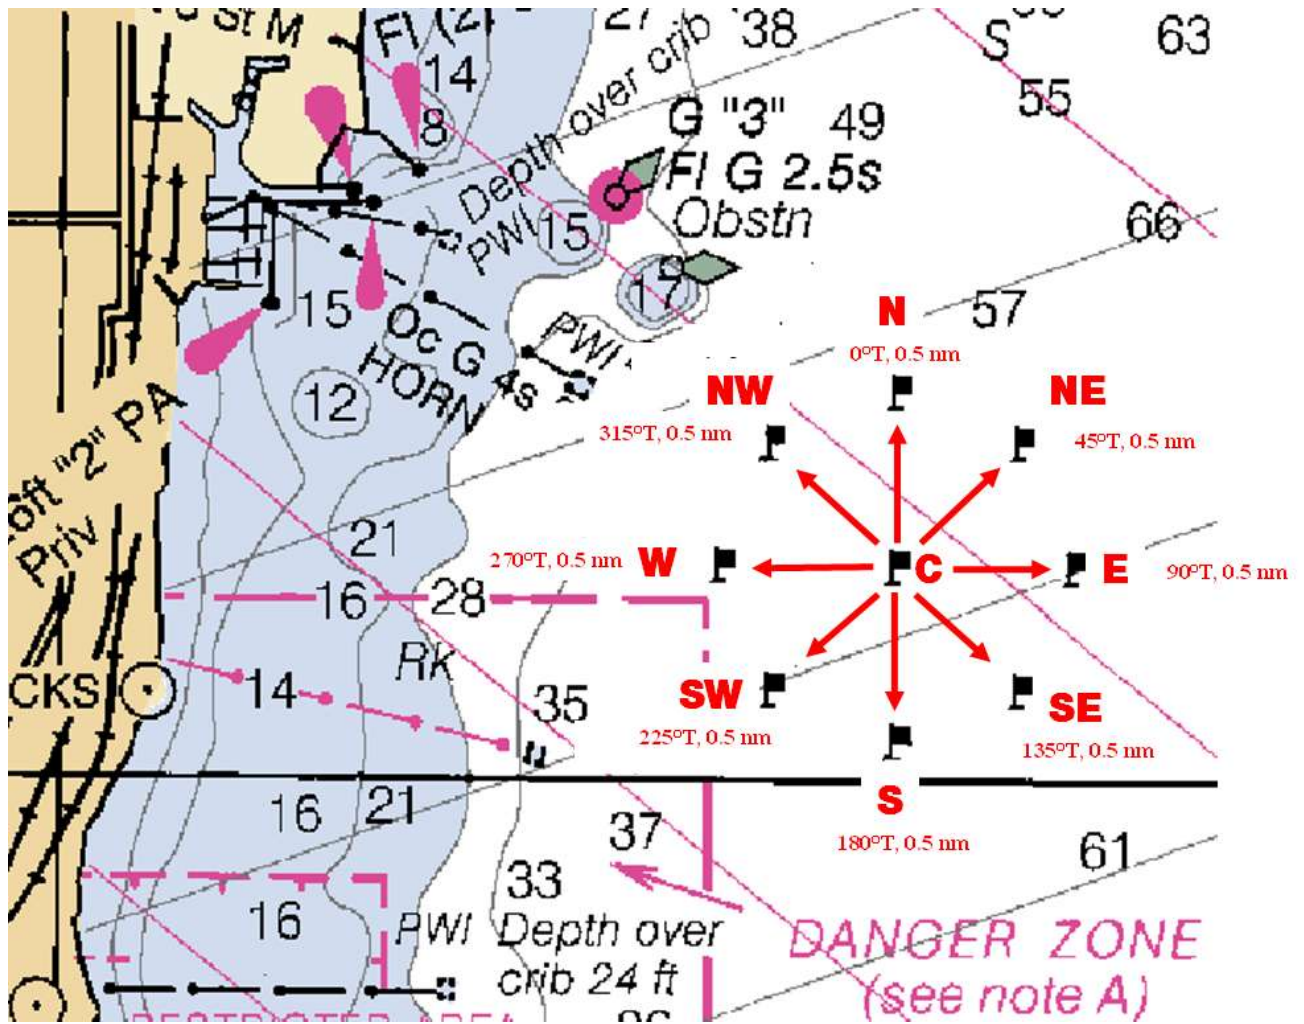 St M
Fl (2)
27
38
S
63
14
55
8
Depth over crib
PWI
G "3"
49
Fl G 2.5s
Obstn
15
66
9
17
15
Oc G 4s
HORN
PWI
57
N
0°T, 0.5 nm
12
NW
315°T, 0.5 nm
NE
45°T, 0.5 nm
"2" PA
Priv
21
270°T, 0.5 nm
W
C
E
90°T, 0.5 nm
16
28
Rk
CKS
14
35
SW
225°T, 0.5 nm
SE
135°T, 0.5 nm
S
180°T, 0.5 nm
16
21
37
61
33
16
PWI
Depth over
crib 24 ft
DANGER ZONE
(see note A)